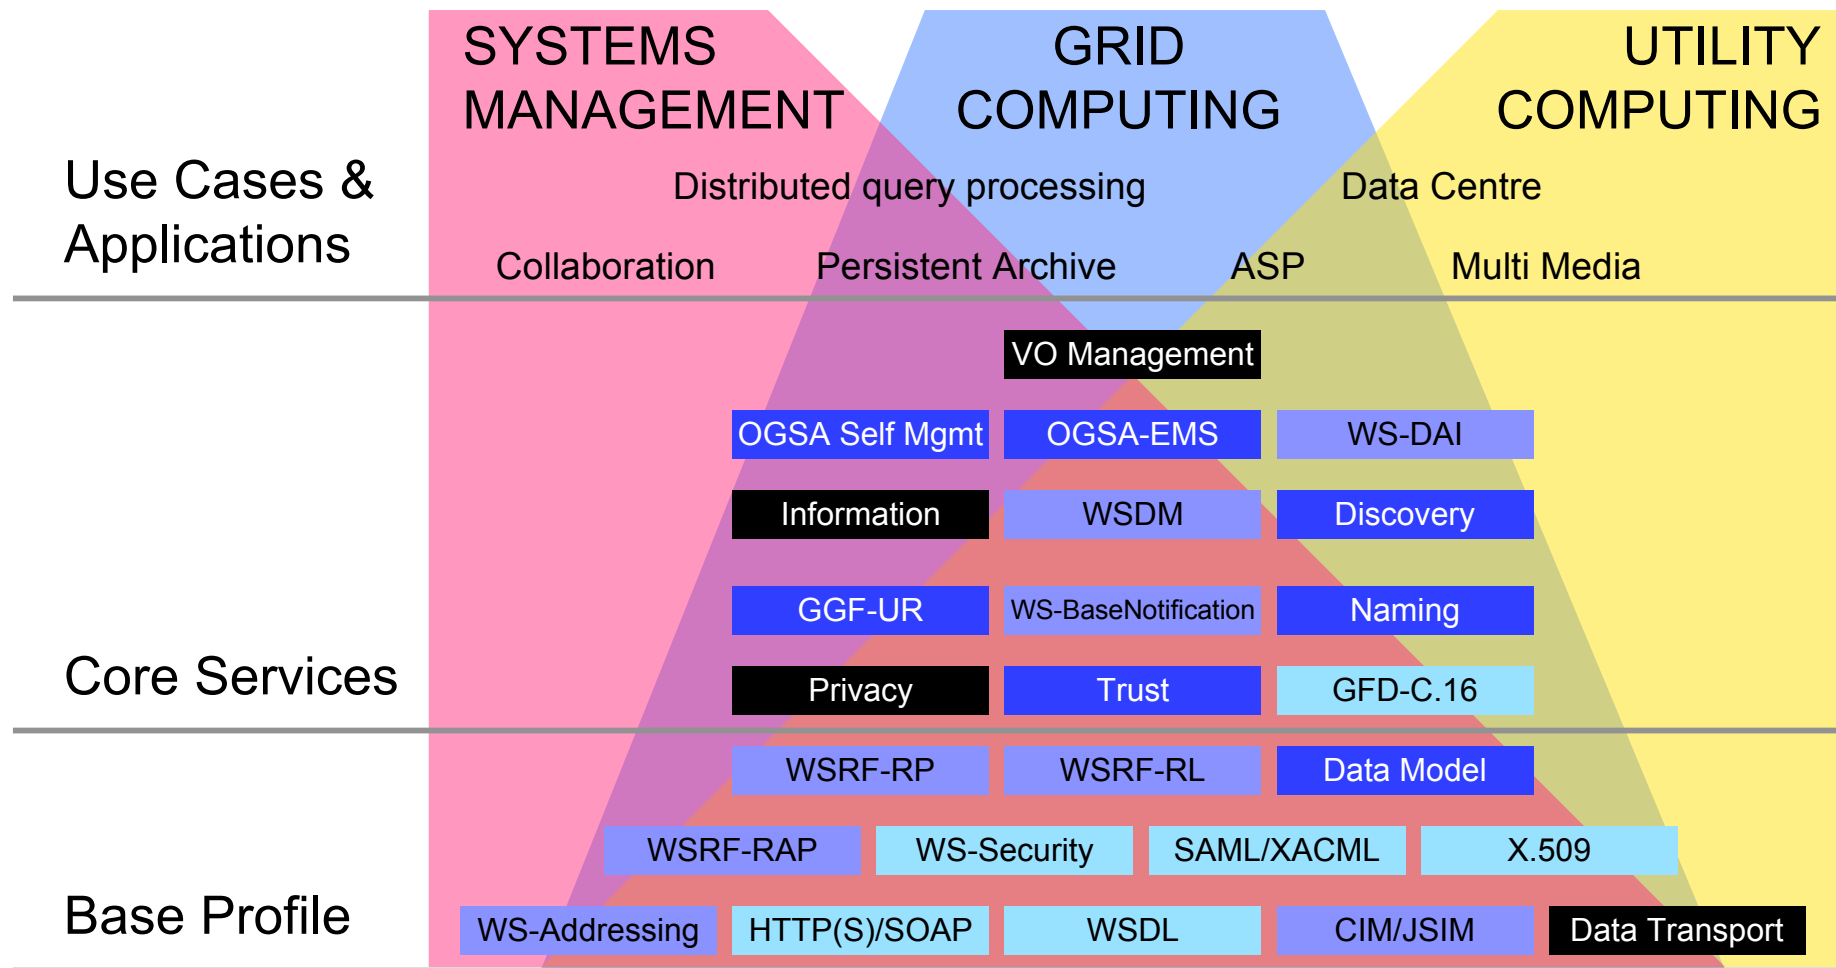 SYSTEMS
MANAGEMENT
GRID
COMPUTING
UTILITY
COMPUTING
Use Cases &
Applications
Distributed query processing
Data Centre
Collaboration
Persistent Archive
ASP
Multi Media
VO Management
OGSA Self Mgmt
OGSA-EMS
WS-DAI
Information
WSDM
Discovery
GGF-UR
WS-BaseNotification
Naming
Core Services
Privacy
Trust
GFD-C.16
WSRF-RP
WSRF-RL
Data Model
WSRF-RAP
WS-Security
SAML/XACML
X.509
Base Profile
WS-Addressing
HTTP(S)/SOAP
WSDL
CIM/JSIM
Data Transport